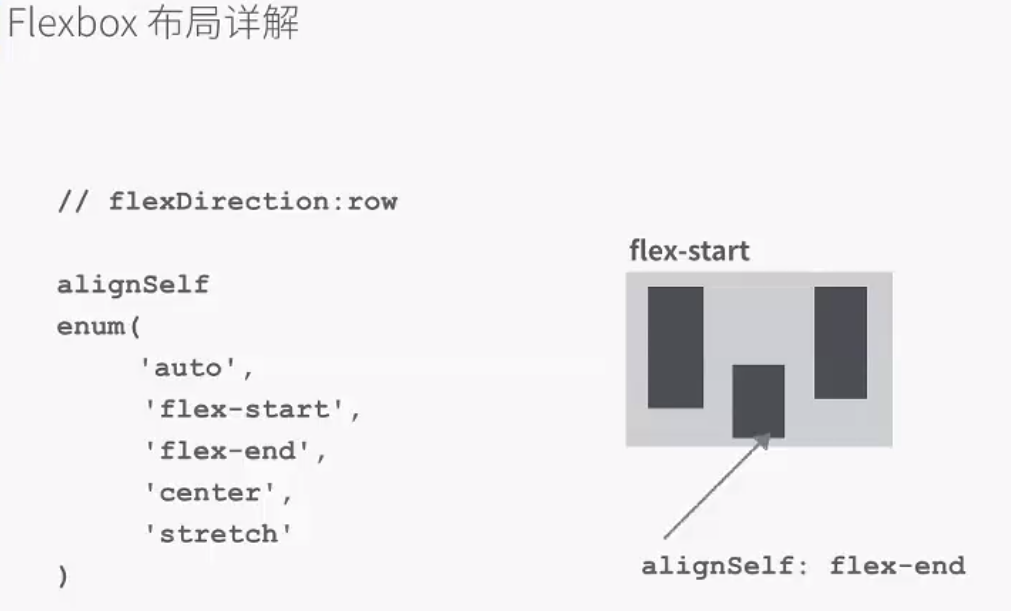 Flexbox 布局详解
// flexDirection:row
alignSelf
enum(
'auto',
'flex-start',
'flex-end',
'center',
'stretch'
)
flex-start
alignSelf: flex-end